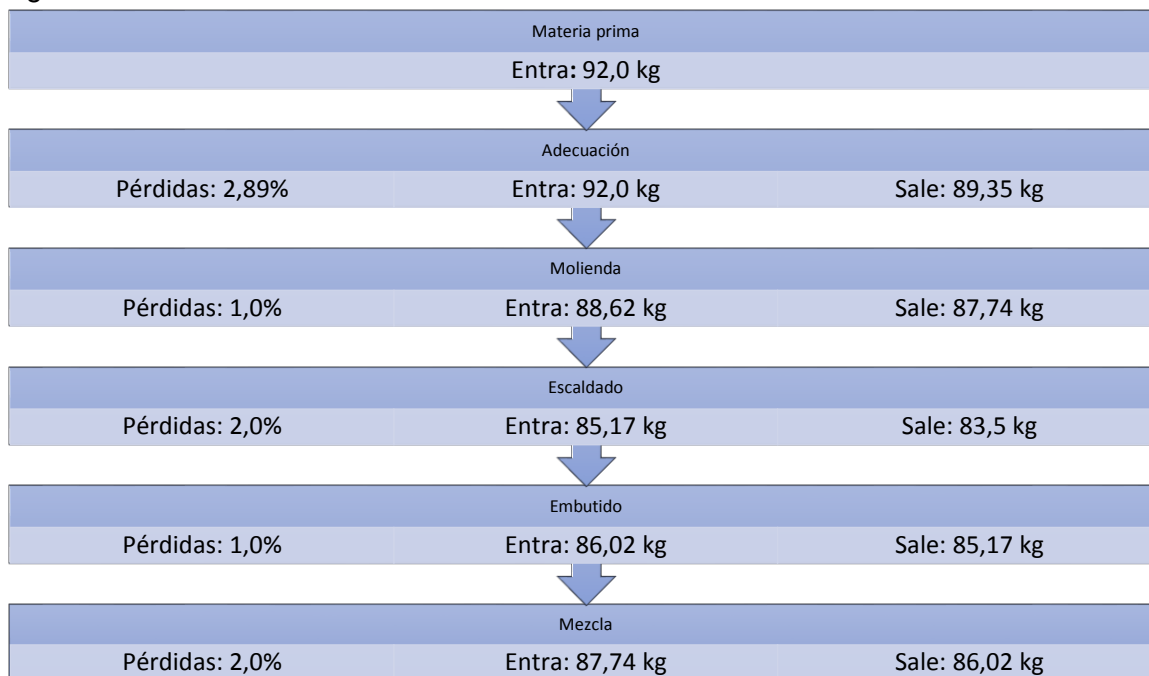 Materia prima
Entra: 92,0 kg
Adecuación
Pérdidas: 2,89% Entra: 92,0 kg Sale: 89,35 kg
Molienda
Pérdidas: 1,0% Entra: 88,62 kg Sale: 87,74 kg
Escaldado
Pérdidas: 2,0% Entra: 85,17 kg Sale: 83,5 kg
Embutido
Pérdidas: 1,0% Entra: 86,02 kg Sale: 85,17 kg
Mezcla
Pérdidas: 2,0% Entra: 87,74 kg Sale: 86,02 kg